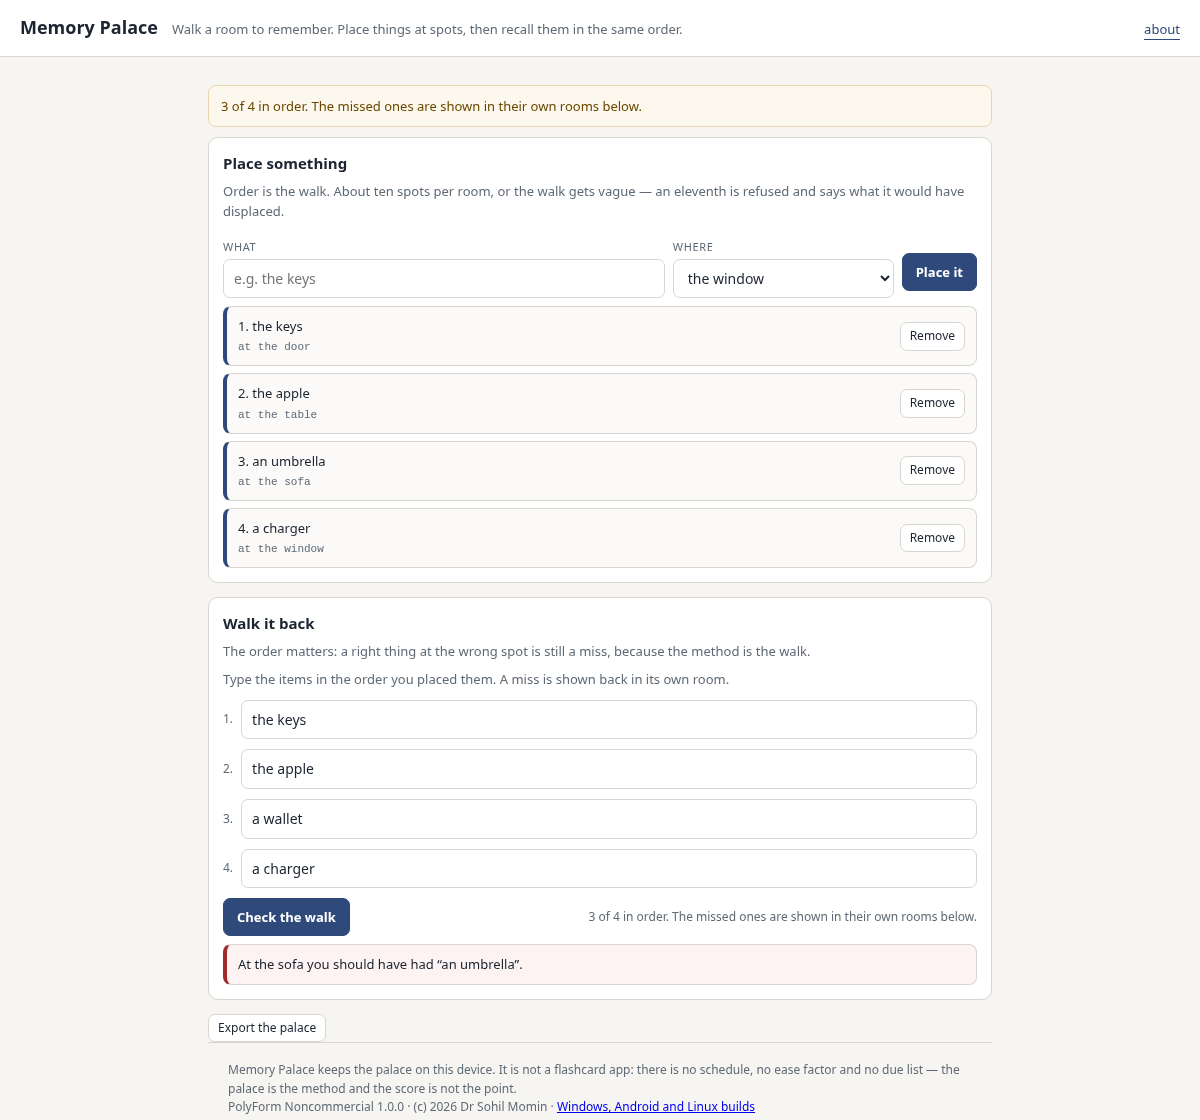 Memory Palace
Walk a room to remember. Place things at spots, then recall them in the same order.
about
3 of 4 in order. The missed ones are shown in their own rooms below.
Place something
Order is the walk. About ten spots per room, or the walk gets vague — an eleventh is refused and says what it would have
displaced.
WHAT
WHERE
e.g. the keys
the window
Place it
1. the keys
at the door
Remove
2. the apple
at the table
Remove
3. an umbrella
at the sofa
Remove
4. a charger
at the window
Remove
Walk it back
The order matters: a right thing at the wrong spot is still a miss, because the method is the walk.
Type the items in the order you placed them. A miss is shown back in its own room.
1. the keys
2. the apple
3. a wallet
4. a charger
Check the walk
3 of 4 in order. The missed ones are shown in their own rooms below.
At the sofa you should have had “an umbrella”.
Export the palace
Memory Palace keeps the palace on this device. It is not a flashcard app: there is no schedule, no ease factor and no due list — the
palace is the method and the score is not the point.
PolyForm Noncommercial 1.0.0 · (c) 2026 Dr Sohil Momin · Windows, Android and Linux builds